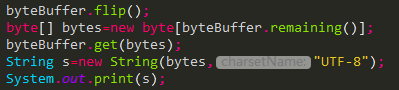 byteBuffer.flip();
byte[] bytes=new byte[byteBuffer.remaining()];
byteBuffer.get(bytes);
String s=new String(bytes, charsetName: "UTF-8");
System.out.print(s);